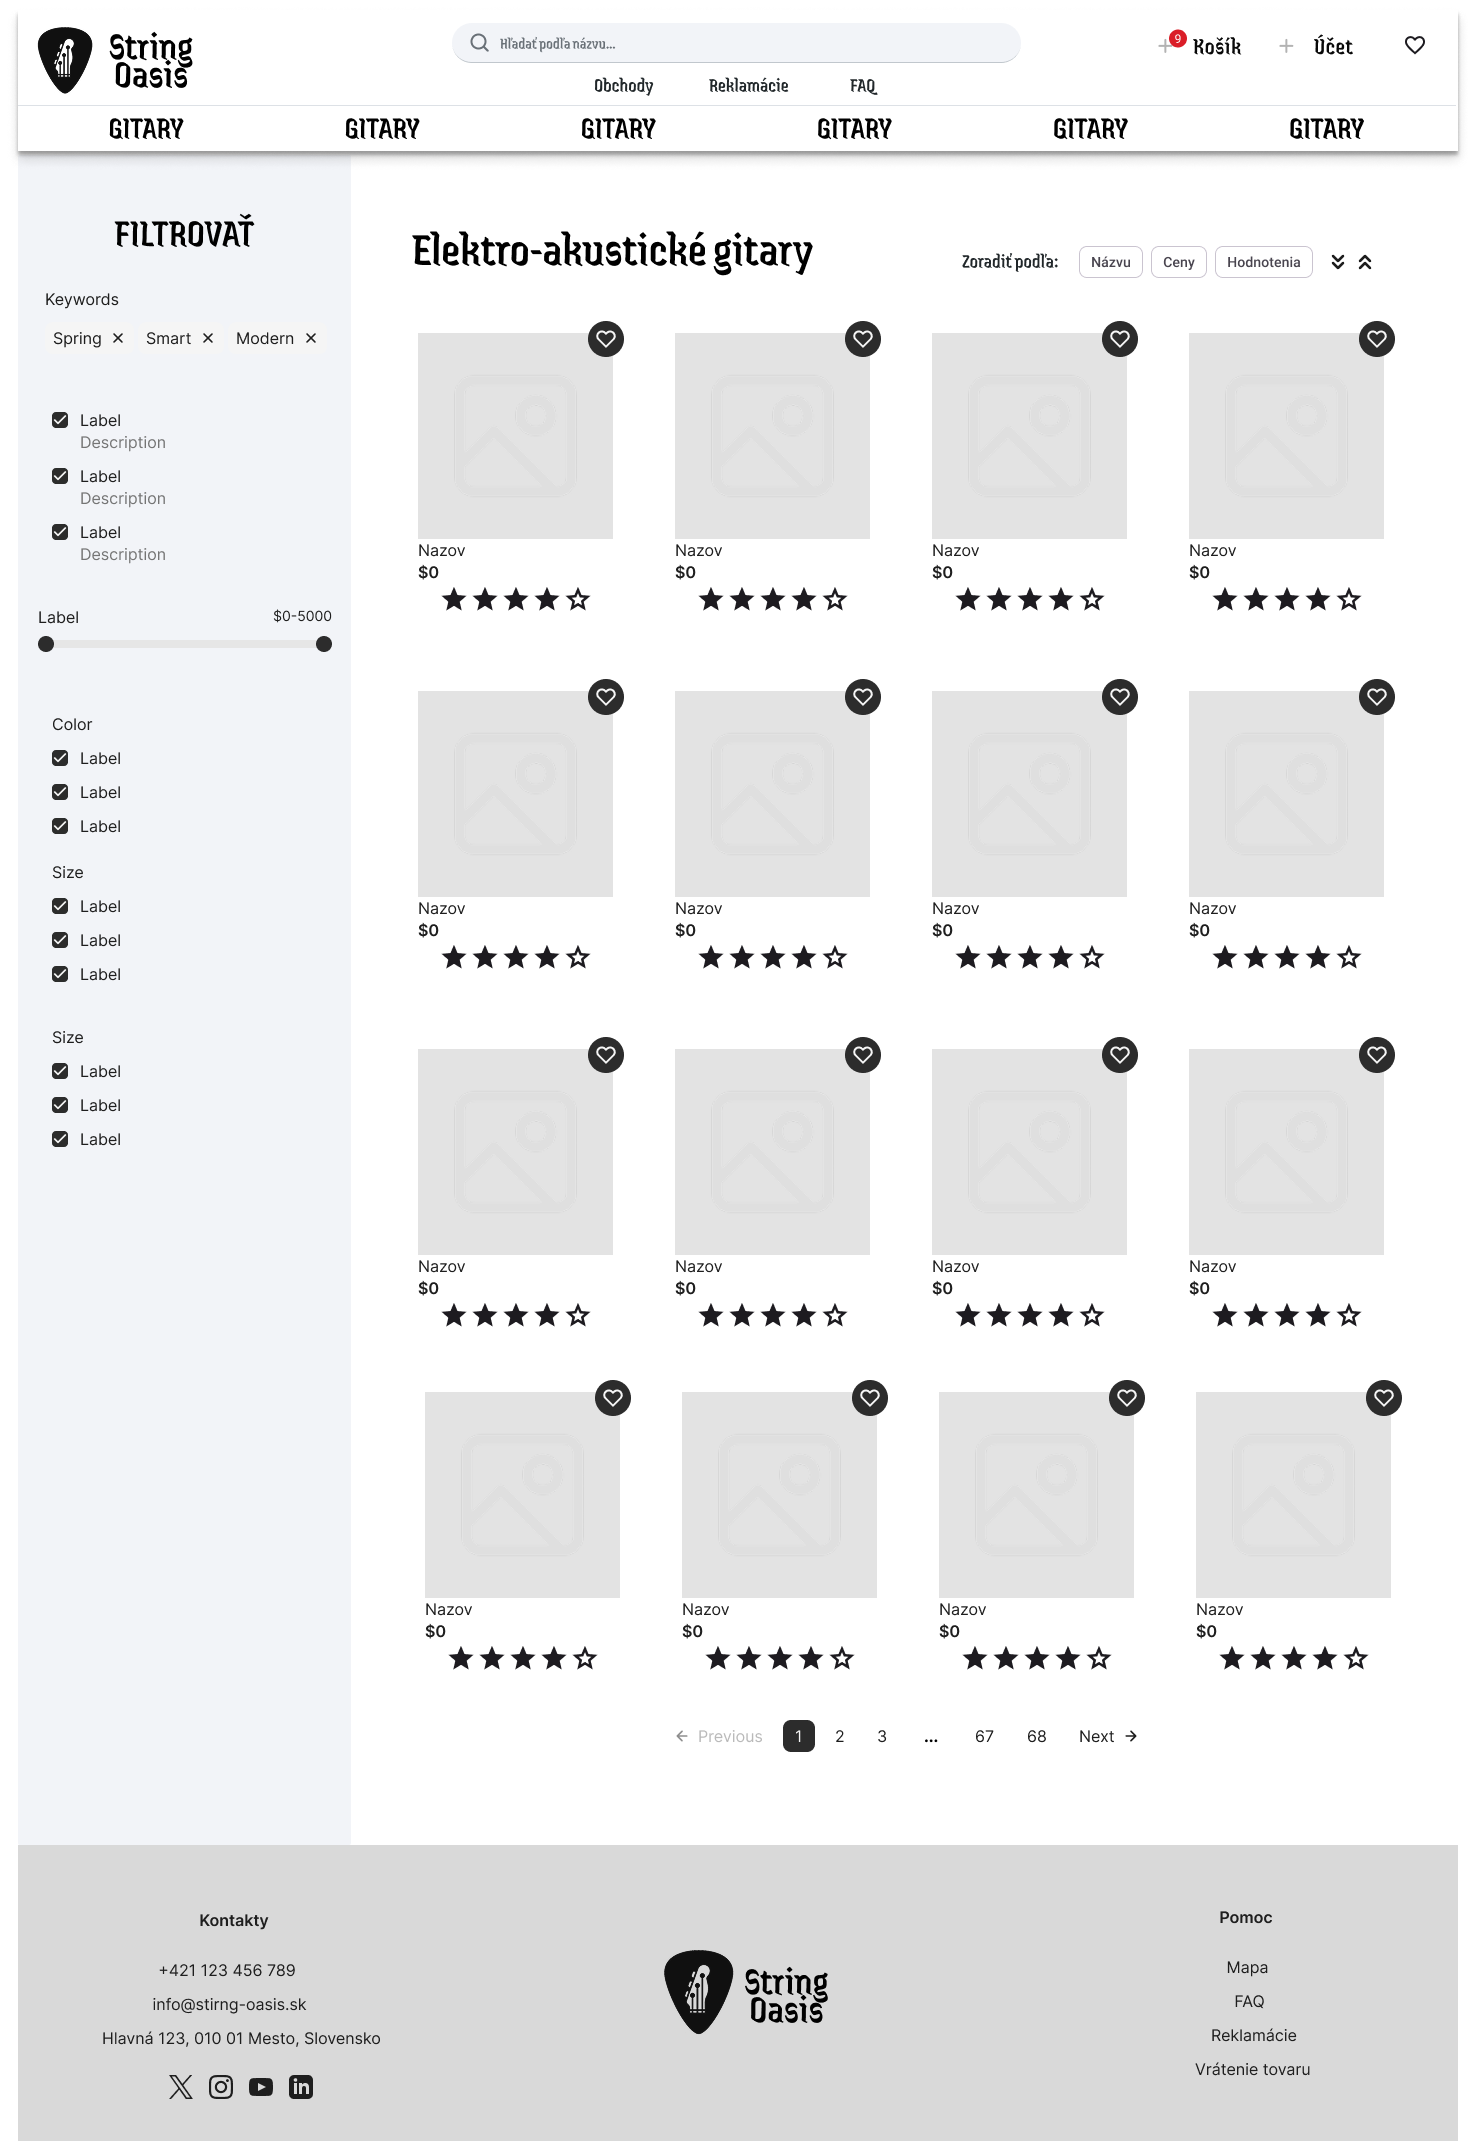 String
Oasis
Hľadať podľa názvu...
9
Košík
Účet
Obchody
Reklamácie
FAQ
GITARY GITARY GITARY GITARY GITARY GITARY
FILTROVAŤ
Keywords
Spring Smart Modern
Label
Description
Label
Description
Label
Description
Label $0-5000
Color
Label
Label
Label
Size
Label
Label
Label
Size
Label
Label
Label
Elektro-akustické gitary
Zoradiť podľa: Názvu Ceny Hodnotenia
Nazov Nazov Nazov Nazov
$0 $0 $0 $0
Nazov Nazov Nazov Nazov
$0 $0 $0 $0
Nazov Nazov Nazov Nazov
$0 $0 $0 $0
Nazov Nazov Nazov Nazov
$0 $0 $0 $0
Previous 1 2 3 ... 67 68 Next
Kontakty
+421 123 456 789
info@stirng-oasis.sk
Hlavná 123, 010 01 Mesto, Slovensko
String
Oasis
Pomoc
Mapa
FAQ
Reklamácie
Vrátenie tovaru